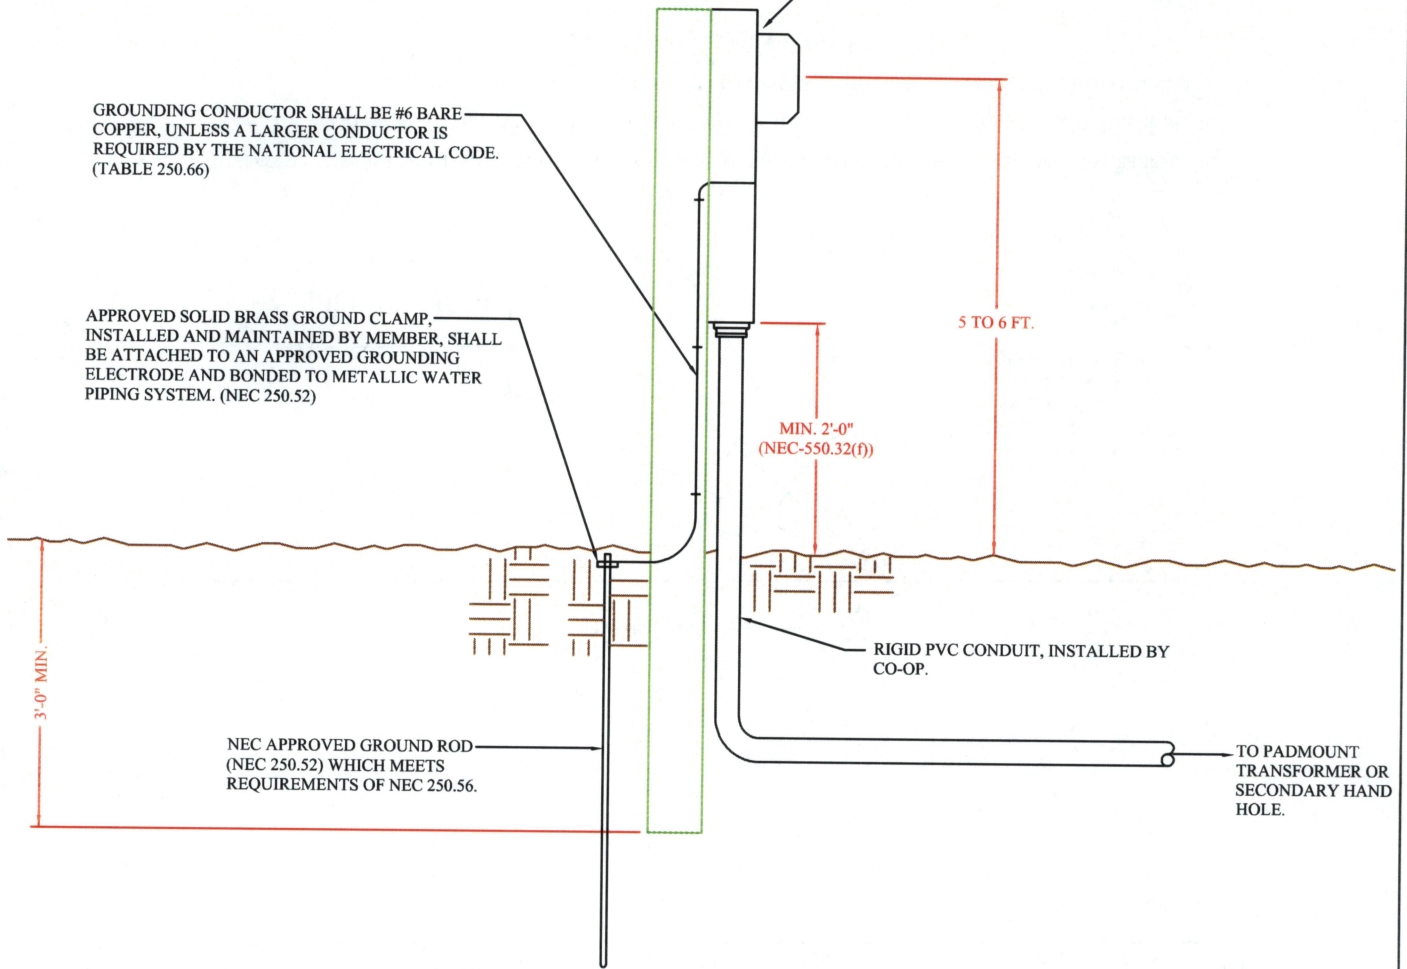 GROUNDING CONDUCTOR SHALL BE #6 BARE
COPPER, UNLESS A LARGER CONDUCTOR IS
REQUIRED BY THE NATIONAL ELECTRICAL CODE.
(TABLE 250.66)
APPROVED SOLID BRASS GROUND CLAMP,
INSTALLED AND MAINTAINED BY MEMBER, SHALL
BE ATTACHED TO AN APPROVED GROUNDING
ELECTRODE AND BONDED TO METALLIC WATER
PIPING SYSTEM. (NEC 250.52)
5 TO 6 FT.
MIN. 2'-0"
(NEC-550.32(f))
3'-0" MIN.
RIGID PVC CONDUIT, INSTALLED BY
CO-OP.
NEC APPROVED GROUND ROD
(NEC 250.52) WHICH MEETS
REQUIREMENTS OF NEC 250.56.
TO PADMOUNT
TRANSFORMER OR
SECONDARY HAND
HOLE.